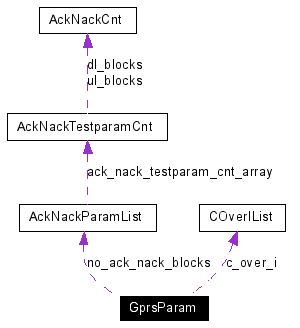 AckNackCnt
dl_blocks
ul_blocks
AckNackTestparamCnt
ack_nack_testparam_cnt_array
AckNackParamList
COverIList
no_ack_nack_blocks
c_over_i
GprsParam